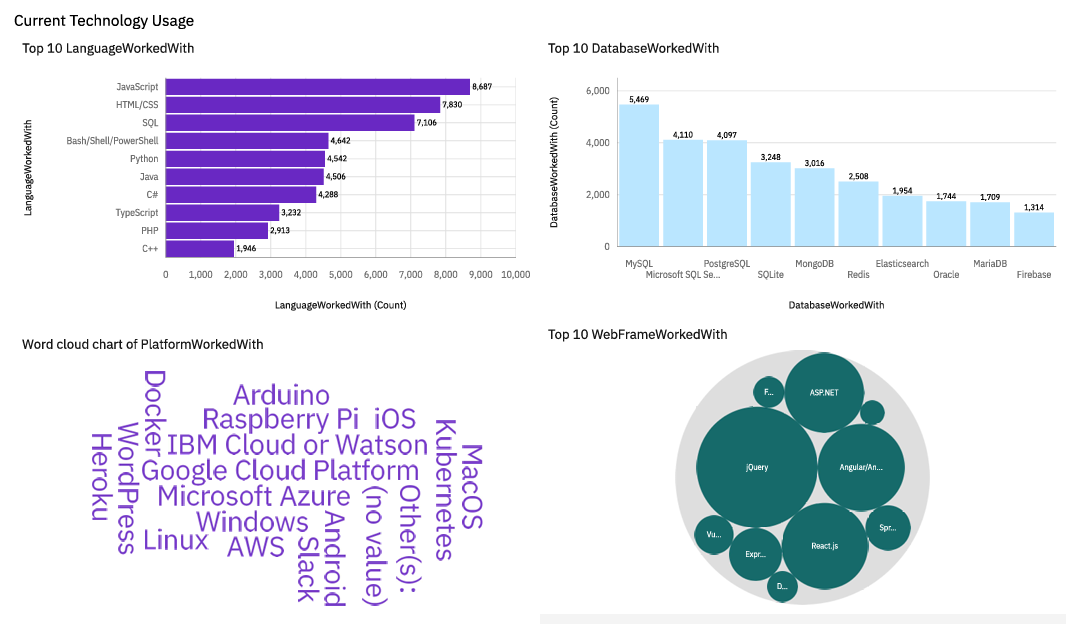 Current Technology Usage
Top 10 LanguageWorkedWith
LanguageWorkedWith
JavaScript 8,687
HTML/CSS 7,830
SQL 7,106
Bash/Shell/PowerShell 4,642
Python 4,542
Java 4,506
C# 4,288
TypeScript 3,232
PHP 2,913
C++ 1,946
0 1,000 2,000 3,000 4,000 5,000 6,000 7,000 8,000 9,000 10,000
LanguageWorkedWith (Count)
Top 10 DatabaseWorkedWith
DatabaseWorkedWith (Count)
6,000
4,000
2,000
0
5,469 4,110 4,097 3,248 3,016 2,508 1,954 1,744 1,709 1,314
MySQL Microsoft SQL Se... PostgreSQL SQLite MongoDB Redis Elasticsearch Oracle MariaDB Firebase
DatabaseWorkedWith
Word cloud chart of PlatformWorkedWith
Docker
Arduino
Raspberry Pi
iOS
IBM Cloud or Watson
Google Cloud Platform
Microsoft Azure
Windows
Linux
AWS
Heroku
WordPress
Slack
Android
(no value)
Other(s):
Kubernetes
MacOS
Top 10 WebFrameWorkedWith
F...
ASP.NET
jQuery
Angular/An...
Vu...
Expr...
React.js
Spr...
D...